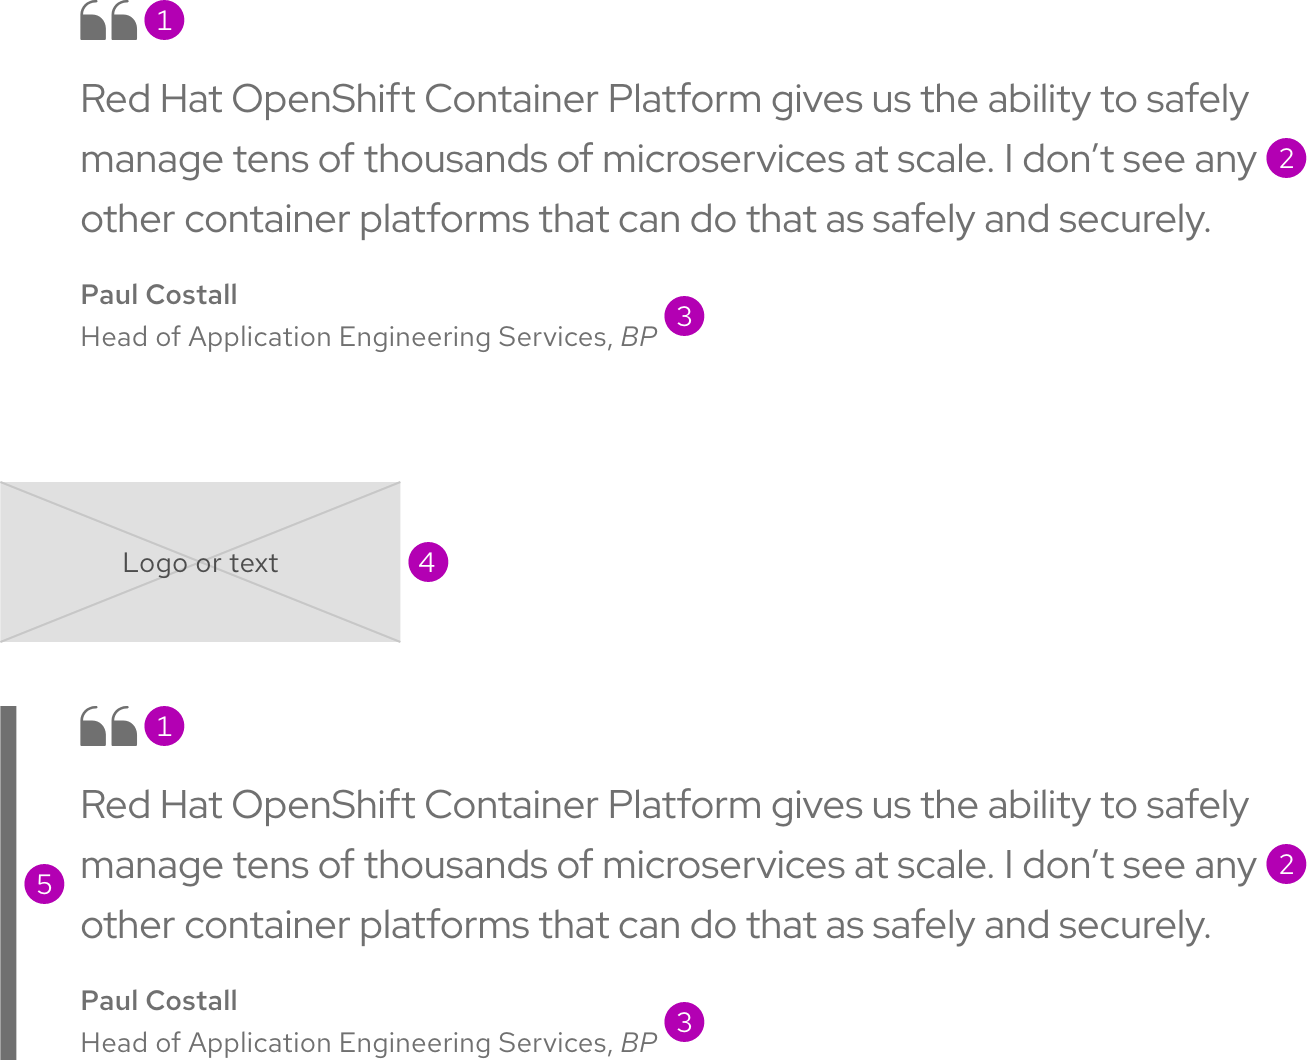 1
Red Hat OpenShift Container Platform gives us the ability to safely
manage tens of thousands of microservices at scale. I don’t see any 2
other container platforms that can do that as safely and securely.
Paul Costall
3
Head of Application Engineering Services, BP
Logo or text 4
1
Red Hat OpenShift Container Platform gives us the ability to safely
manage tens of thousands of microservices at scale. I don’t see any 2
5
other container platforms that can do that as safely and securely.
Paul Costall
3
Head of Application Engineering Services, BP